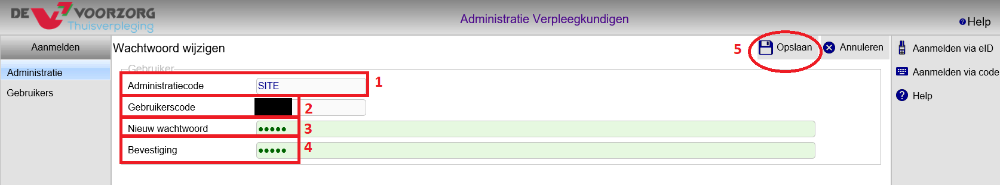 DE V7 VOORZORG
Thuisverpleging
Administratie Verpleegkundigen
Help
Aanmelden
Administratie
Gebruikers
Wachtwoord wijzigen
5
Opslaan
Annuleren
Gebruiker
Administratiecode SITE 1
Gebruikerscode 2
Nieuw wachtwoord ●●●●● 3
Bevestiging ●●●●● 4
Aanmelden via eID
Aanmelden via code
Help